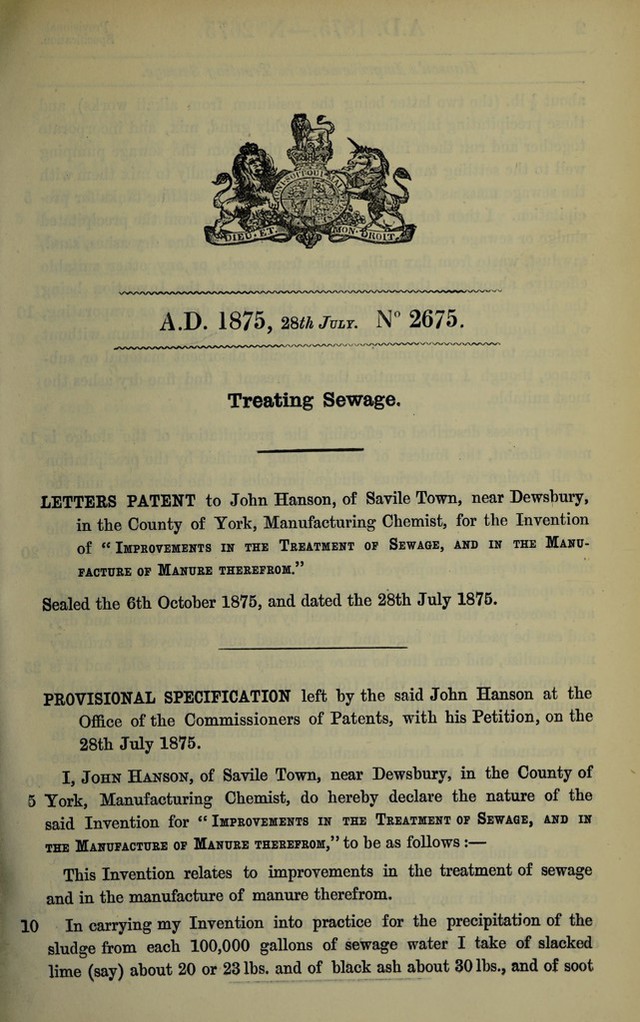 DIEU ET MON DROIT
A.D. 1875, 28th July. No 2675.
Treating Sewage.
LETTERS PATENT to John Hanson, of Savile Town, near Dewsbury,
in the County of York, Manufacturing Chemist, for the Invention
of “ Improvements in the Treatment of Sewage, and in the Manu-
facture of Manure therefrom.”
Sealed the 6th October 1875, and dated the 28th July 1875.
PROVISIONAL SPECIFICATION left by the said John Hanson at the
Office of the Commissioners of Patents, with his Petition, on the
28th July 1875.
I, John Hanson, of Savile Town, near Dewsbury, in the County of
5 York, Manufacturing Chemist, do hereby declare the nature of the
said Invention for “ Improvements in the Treatment of Sewage, and in
the Manufacture of Manure therefrom,” to be as follows :—
This Invention relates to improvements in the treatment of sewage
and in the manufacture of manure therefrom.
10 In carrying my Invention into practice for the precipitation of the
sludge from each 100,000 gallons of sewage water I take of slacked
lime (say) about 20 or 23 lbs. and of black ash about 30 lbs., and of soot